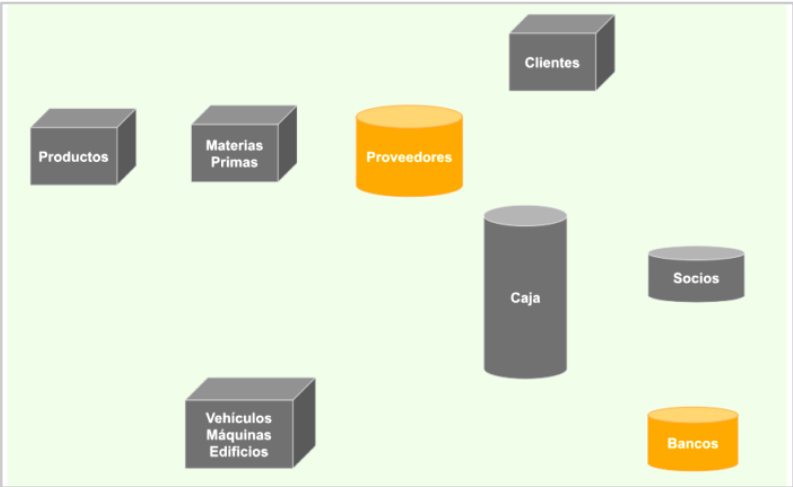 Clientes
Productos
Materias
Primas
Proveedores
Caja
Socios
Vehículos
Máquinas
Edificios
Bancos